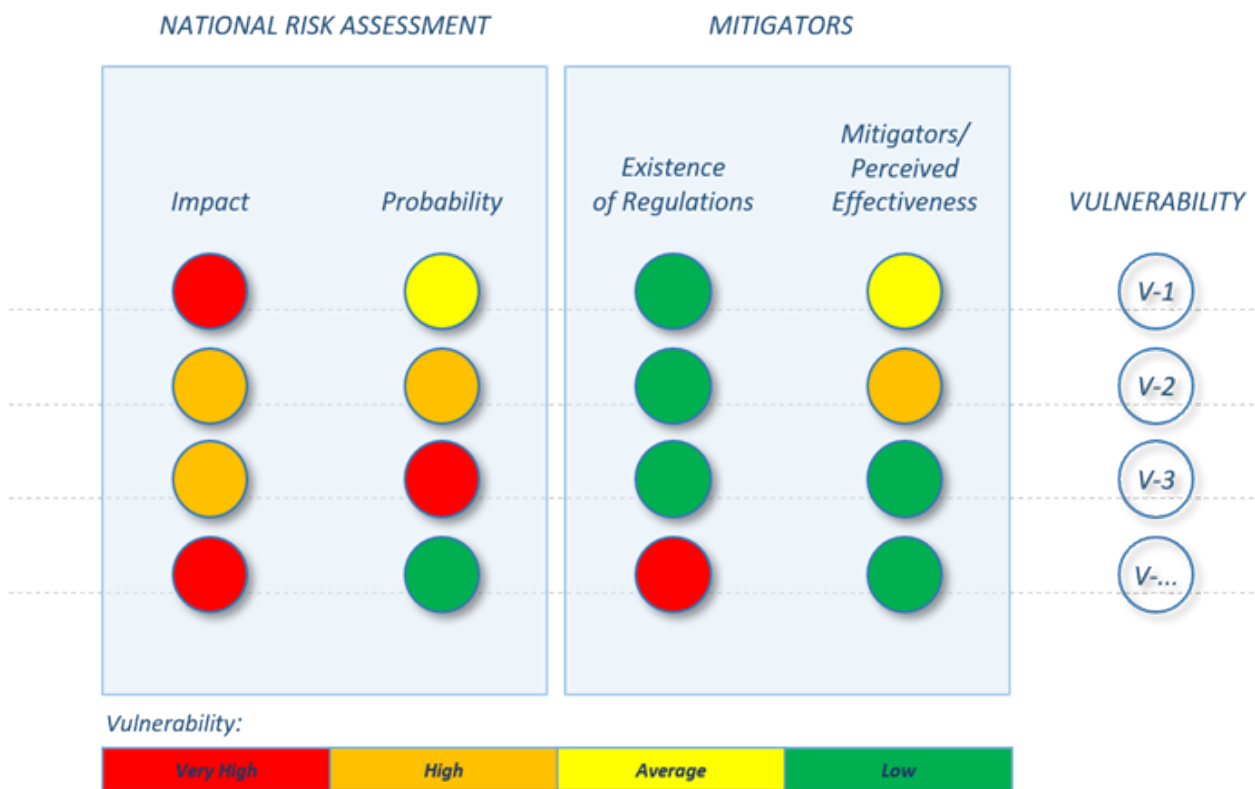 NATIONAL RISK ASSESSMENT
MITIGATORS
Impact
Probability
Existence
of Regulations
Mitigators/
Perceived
Effectiveness
VULNERABILITY
V-1
V-2
V-3
V-...
Vulnerability:
Very High
High
Average
Low